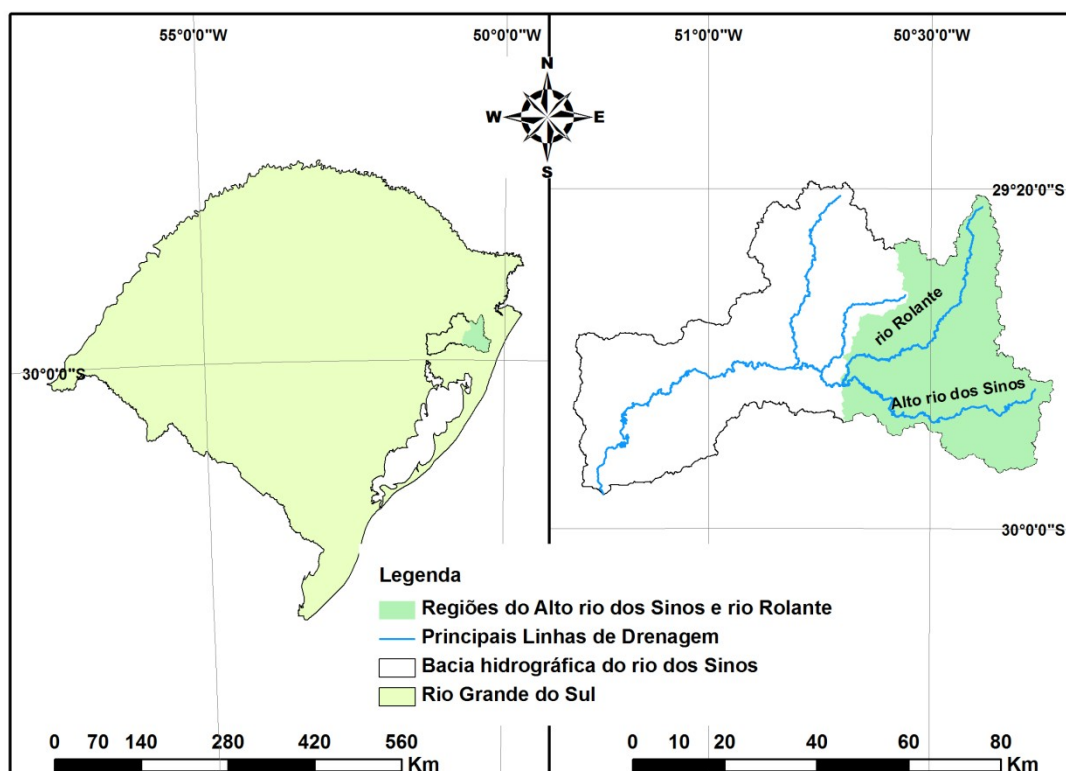 55°0'0"W
50°0'0"W
51°0'0"W
50°30'0"W
N
W
E
S
29°20'0"S
rio Rolante
30°0'0"S
Alto rio dos Sinos
30°0'0"S
Legenda
Regiões do Alto rio dos Sinos e rio Rolante
Principais Linhas de Drenagem
Bacia hidrográfica do rio dos Sinos
Rio Grande do Sul
0 70 140 280 420 560
Km
0 10 20 40 60 80
Km